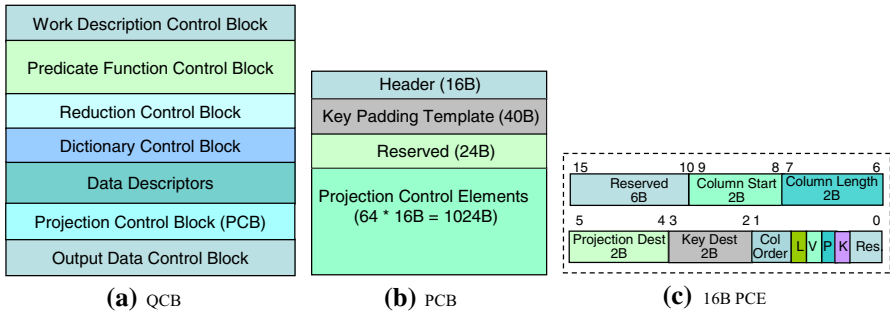 Work Description Control Block
Predicate Function Control Block
Reduction Control Block
Dictionary Control Block
Data Descriptors
Projection Control Block (PCB)
Output Data Control Block
(a) QCB
Header (16B)
Key Padding Template (40B)
Reserved (24B)
Projection Control Elements
(64 * 16B = 1024B)
(b) PCB
15 10 9 8 7 6
Reserved
6B
Column Start
2B
Column Length
2B
5 4 3 2 1 0
Projection Dest
2B
Key Dest
2B
Col
Order
L V P K Res.
(c) 16B PCE